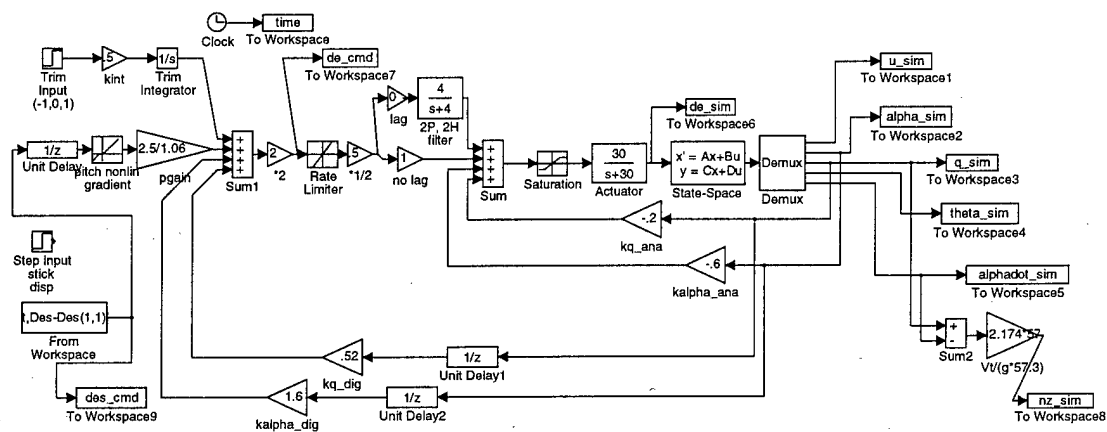 time
Clock
To Workspace
Trim
Input
(-1,0,1)
.5
kint
1/s
Trim
Integrator
de_cmd
To Workspace7
0
lag
4
s+4
2P, 2H
filter
1/z
Unit Delay
pitch nonlin
gradient
2.5/1.06
pgain
+
+
+
+
Sum1
2
*2
Rate
Limiter
.5
*1/2
1
no lag
+
+
+
+
Sum
Saturation
30
s+30
Actuator
de_sim
To Workspace6
x' = Ax+Bu
y = Cx+Du
State-Space
Demux
Demux
u_sim
To Workspace1
alpha_sim
To Workspace2
q_sim
To Workspace3
theta_sim
To Workspace4
alphadot_sim
To Workspace5
-.2
kq_ana
-.6
kalpha_ana
Step Input
stick
disp
t,Des-Des(1,1)
From
Workspace
des_cmd
To Workspace9
.52
kq_dig
1/z
Unit Delay1
1.6
kalpha_dig
1/z
Unit Delay2
+
-
Sum2
2.174*57
Vt/(g*57.3)
nz_sim
To Workspace8